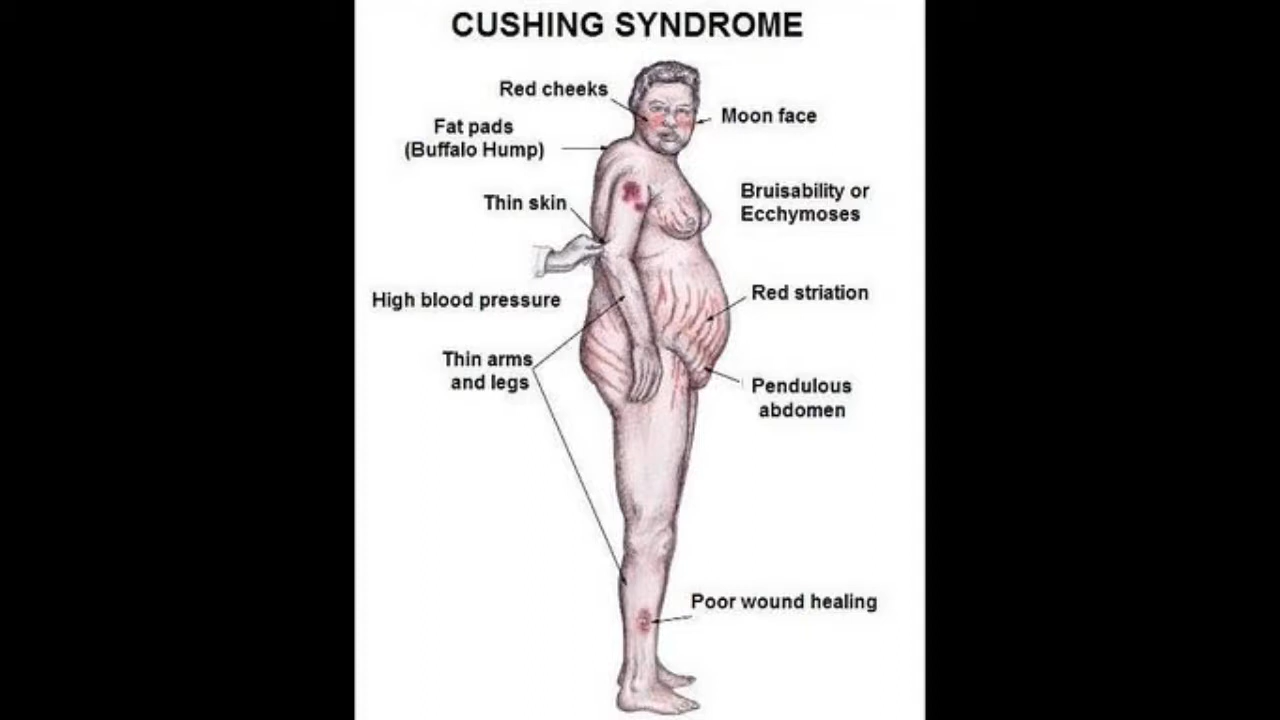 CUSHING SYNDROME
Red cheeks
Moon face
Fat pads
(Buffalo Hump)
Bruisability or
Ecchymoses
Thin skin
Red striation
High blood pressure
Thin arms
and legs
Pendulous
abdomen
Poor wound healing